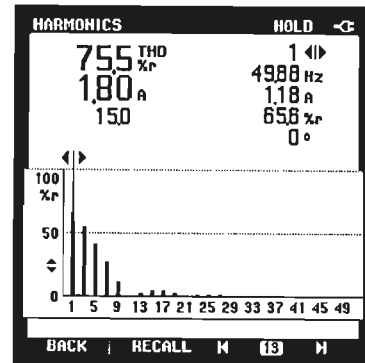 HARMONICS HOLD
75.5 THD %r 1
1.80 A 49.88 Hz
15.0 1.18 A
65.6 %r
0 °
100
%r
50
0
1 5 9 13 17 21 25 29 33 37 41 45 49
BACK RECALL 13